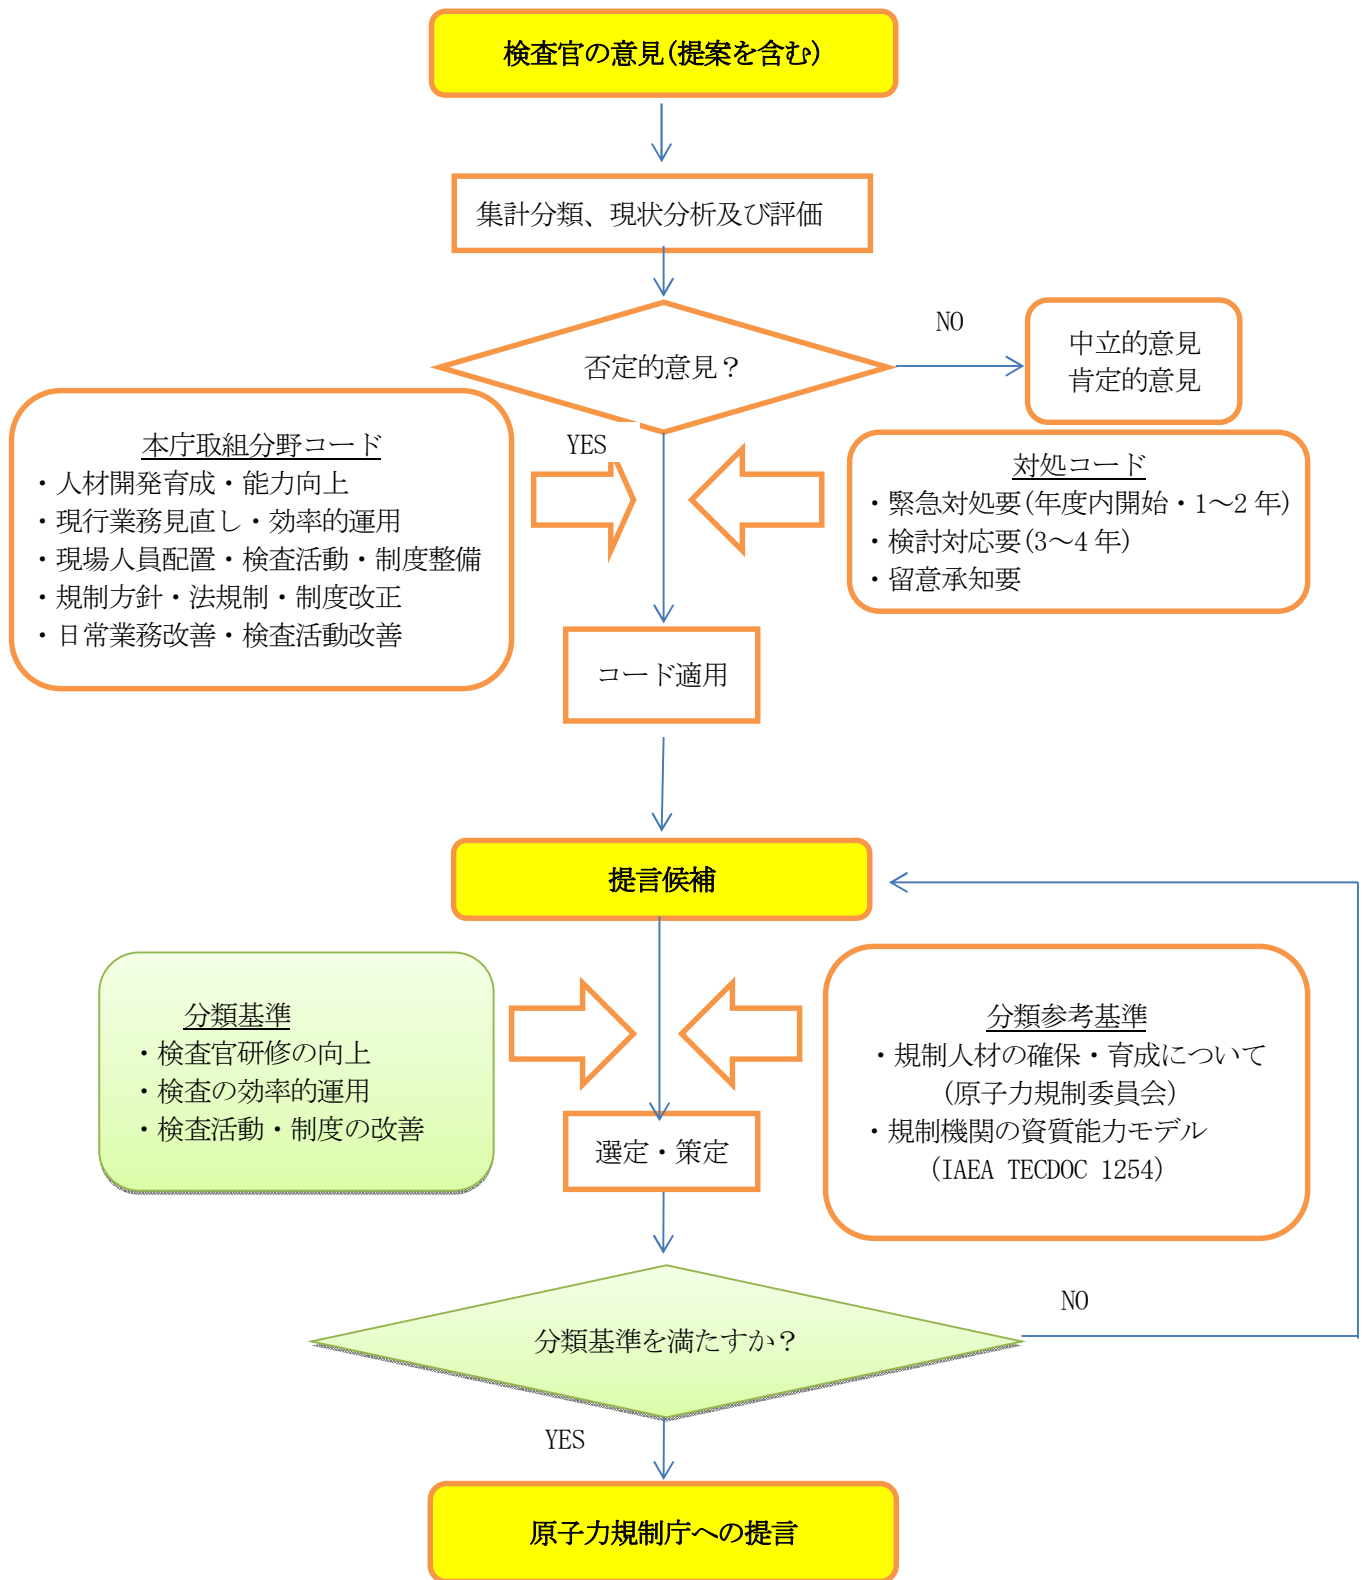 検査官の意見(提案を含む)
集計分類、現状分析及び評価
否定的意見？
NO
中立的意見
肯定的意見
YES
本庁取組分野コード
・人材開発育成・能力向上
・現行業務見直し・効率的運用
・現場人員配置・検査活動・制度整備
・規制方針・法規制・制度改正
・日常業務改善・検査活動改善
対処コード
・緊急対処要(年度内開始・1～2 年)
・検討対応要(3～4 年)
・留意承知要
コード適用
提言候補
分類基準
・検査官研修の向上
・検査の効率的運用
・検査活動・制度の改善
分類参考基準
・規制人材の確保・育成について
(原子力規制委員会)
・規制機関の資質能力モデル
(IAEA TECDOC 1254)
選定・策定
分類基準を満たすか？
NO
YES
原子力規制庁への提言